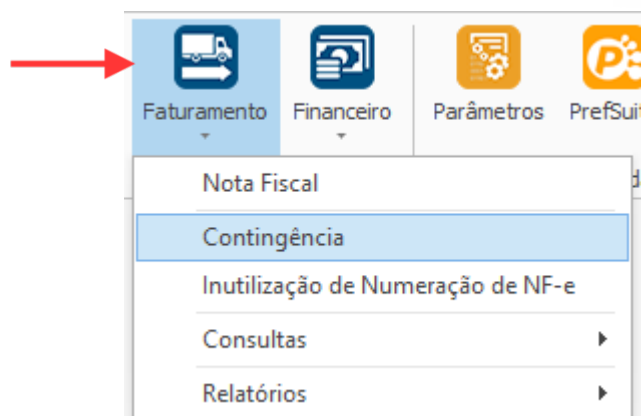 Faturamento Financeiro Parâmetros
Nota Fiscal
Contingência
Inutilização de Numeração de NF-e
Consultas
Relatórios